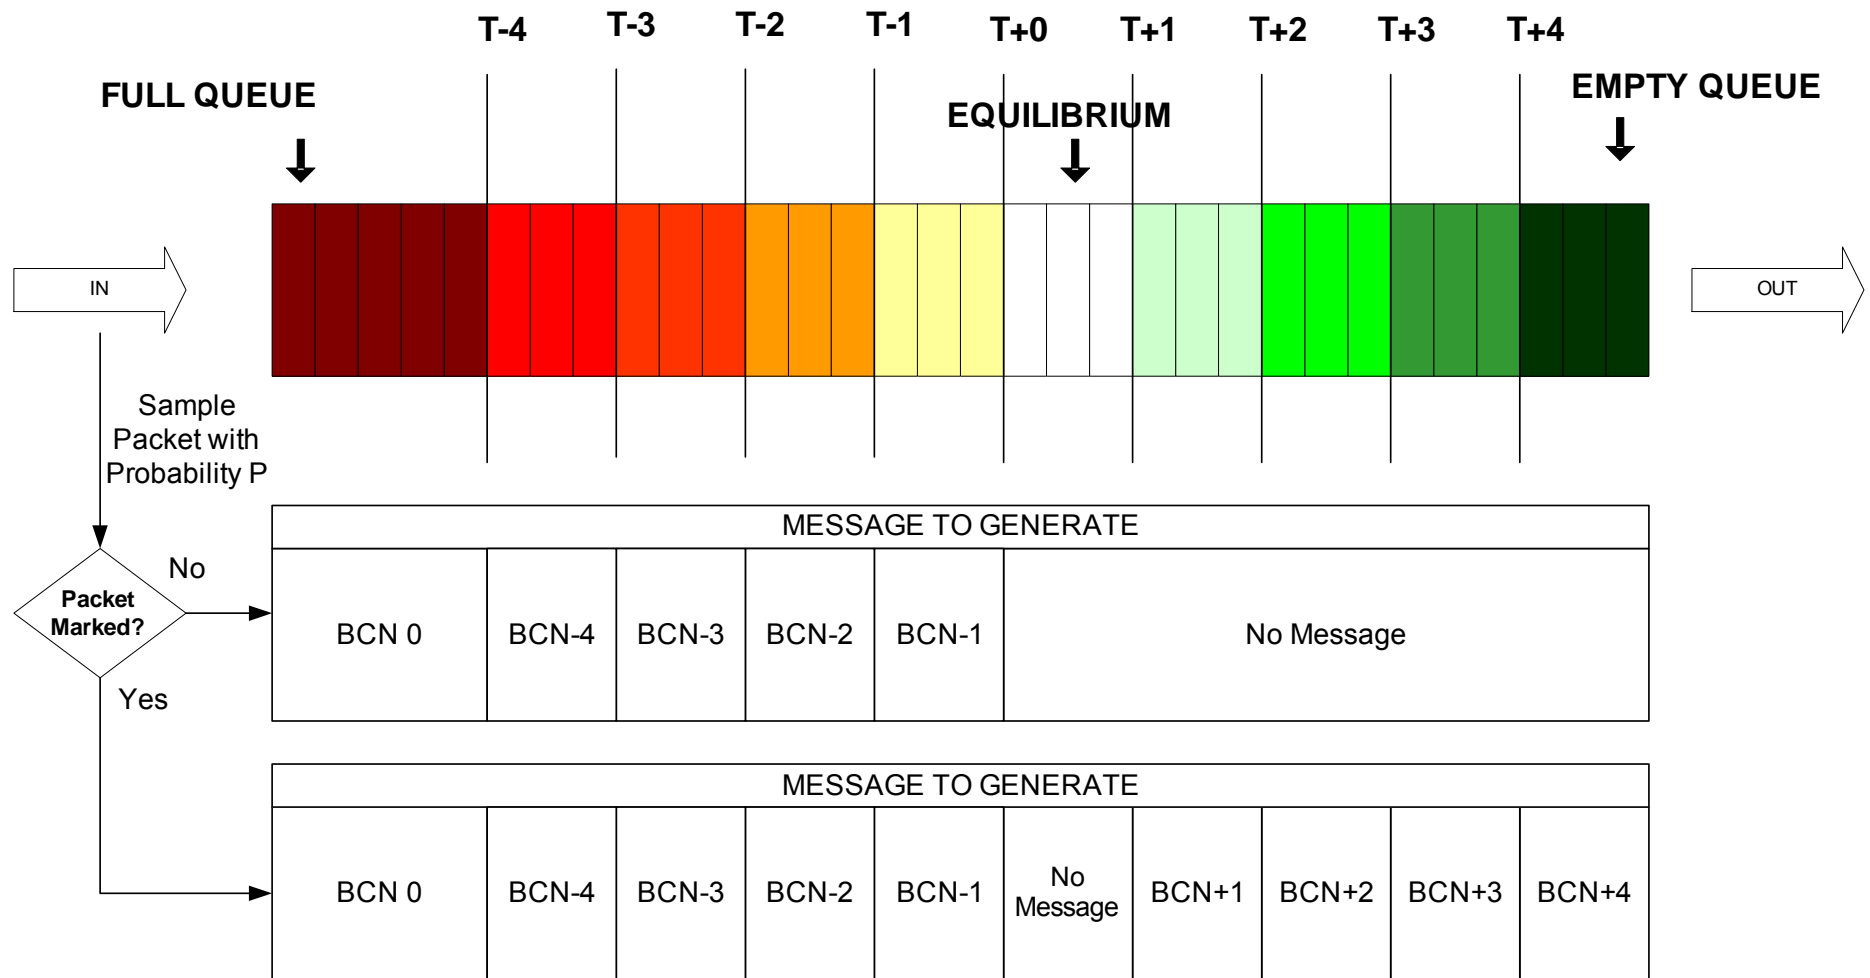 T-4 T-3 T-2 T-1 T+0 T+1 T+2 T+3 T+4
FULL QUEUE
EQUILIBRIUM
EMPTY QUEUE
IN
OUT
Sample
Packet with
Probability P
Packet
Marked?
No
Yes
MESSAGE TO GENERATE
BCN 0 BCN-4 BCN-3 BCN-2 BCN-1 No Message
MESSAGE TO GENERATE
BCN 0 BCN-4 BCN-3 BCN-2 BCN-1 No
Message BCN+1 BCN+2 BCN+3 BCN+4